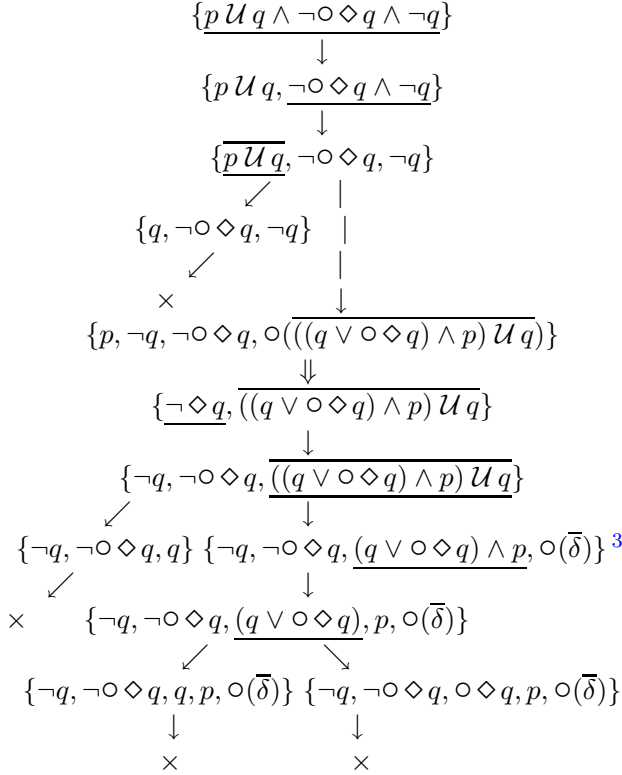 {p 𝒰 q ∧ ¬○◇q ∧ ¬q}
↓
{p 𝒰 q, ¬○◇q ∧ ¬q}
↓
{p 𝒰 q, ¬○◇q, ¬q}
↙ |
{q, ¬○◇q, ¬q} |
↙ |
× ↓
{p, ¬q, ¬○◇q, ○(((q ∨ ○◇q) ∧ p) 𝒰 q)}
⇓
{¬◇q, ((q ∨ ○◇q) ∧ p) 𝒰 q}
↓
{¬q, ¬○◇q, ((q ∨ ○◇q) ∧ p) 𝒰 q}
↙ ↓
{¬q, ¬○◇q, q} {¬q, ¬○◇q, (q ∨ ○◇q) ∧ p, ○(δ̅)} 3
↙ ↓
× {¬q, ¬○◇q, (q ∨ ○◇q), p, ○(δ̅)}
↙ ↘
{¬q, ¬○◇q, q, p, ○(δ̅)} {¬q, ¬○◇q, ○◇q, p, ○(δ̅)}
↓ ↓
× ×